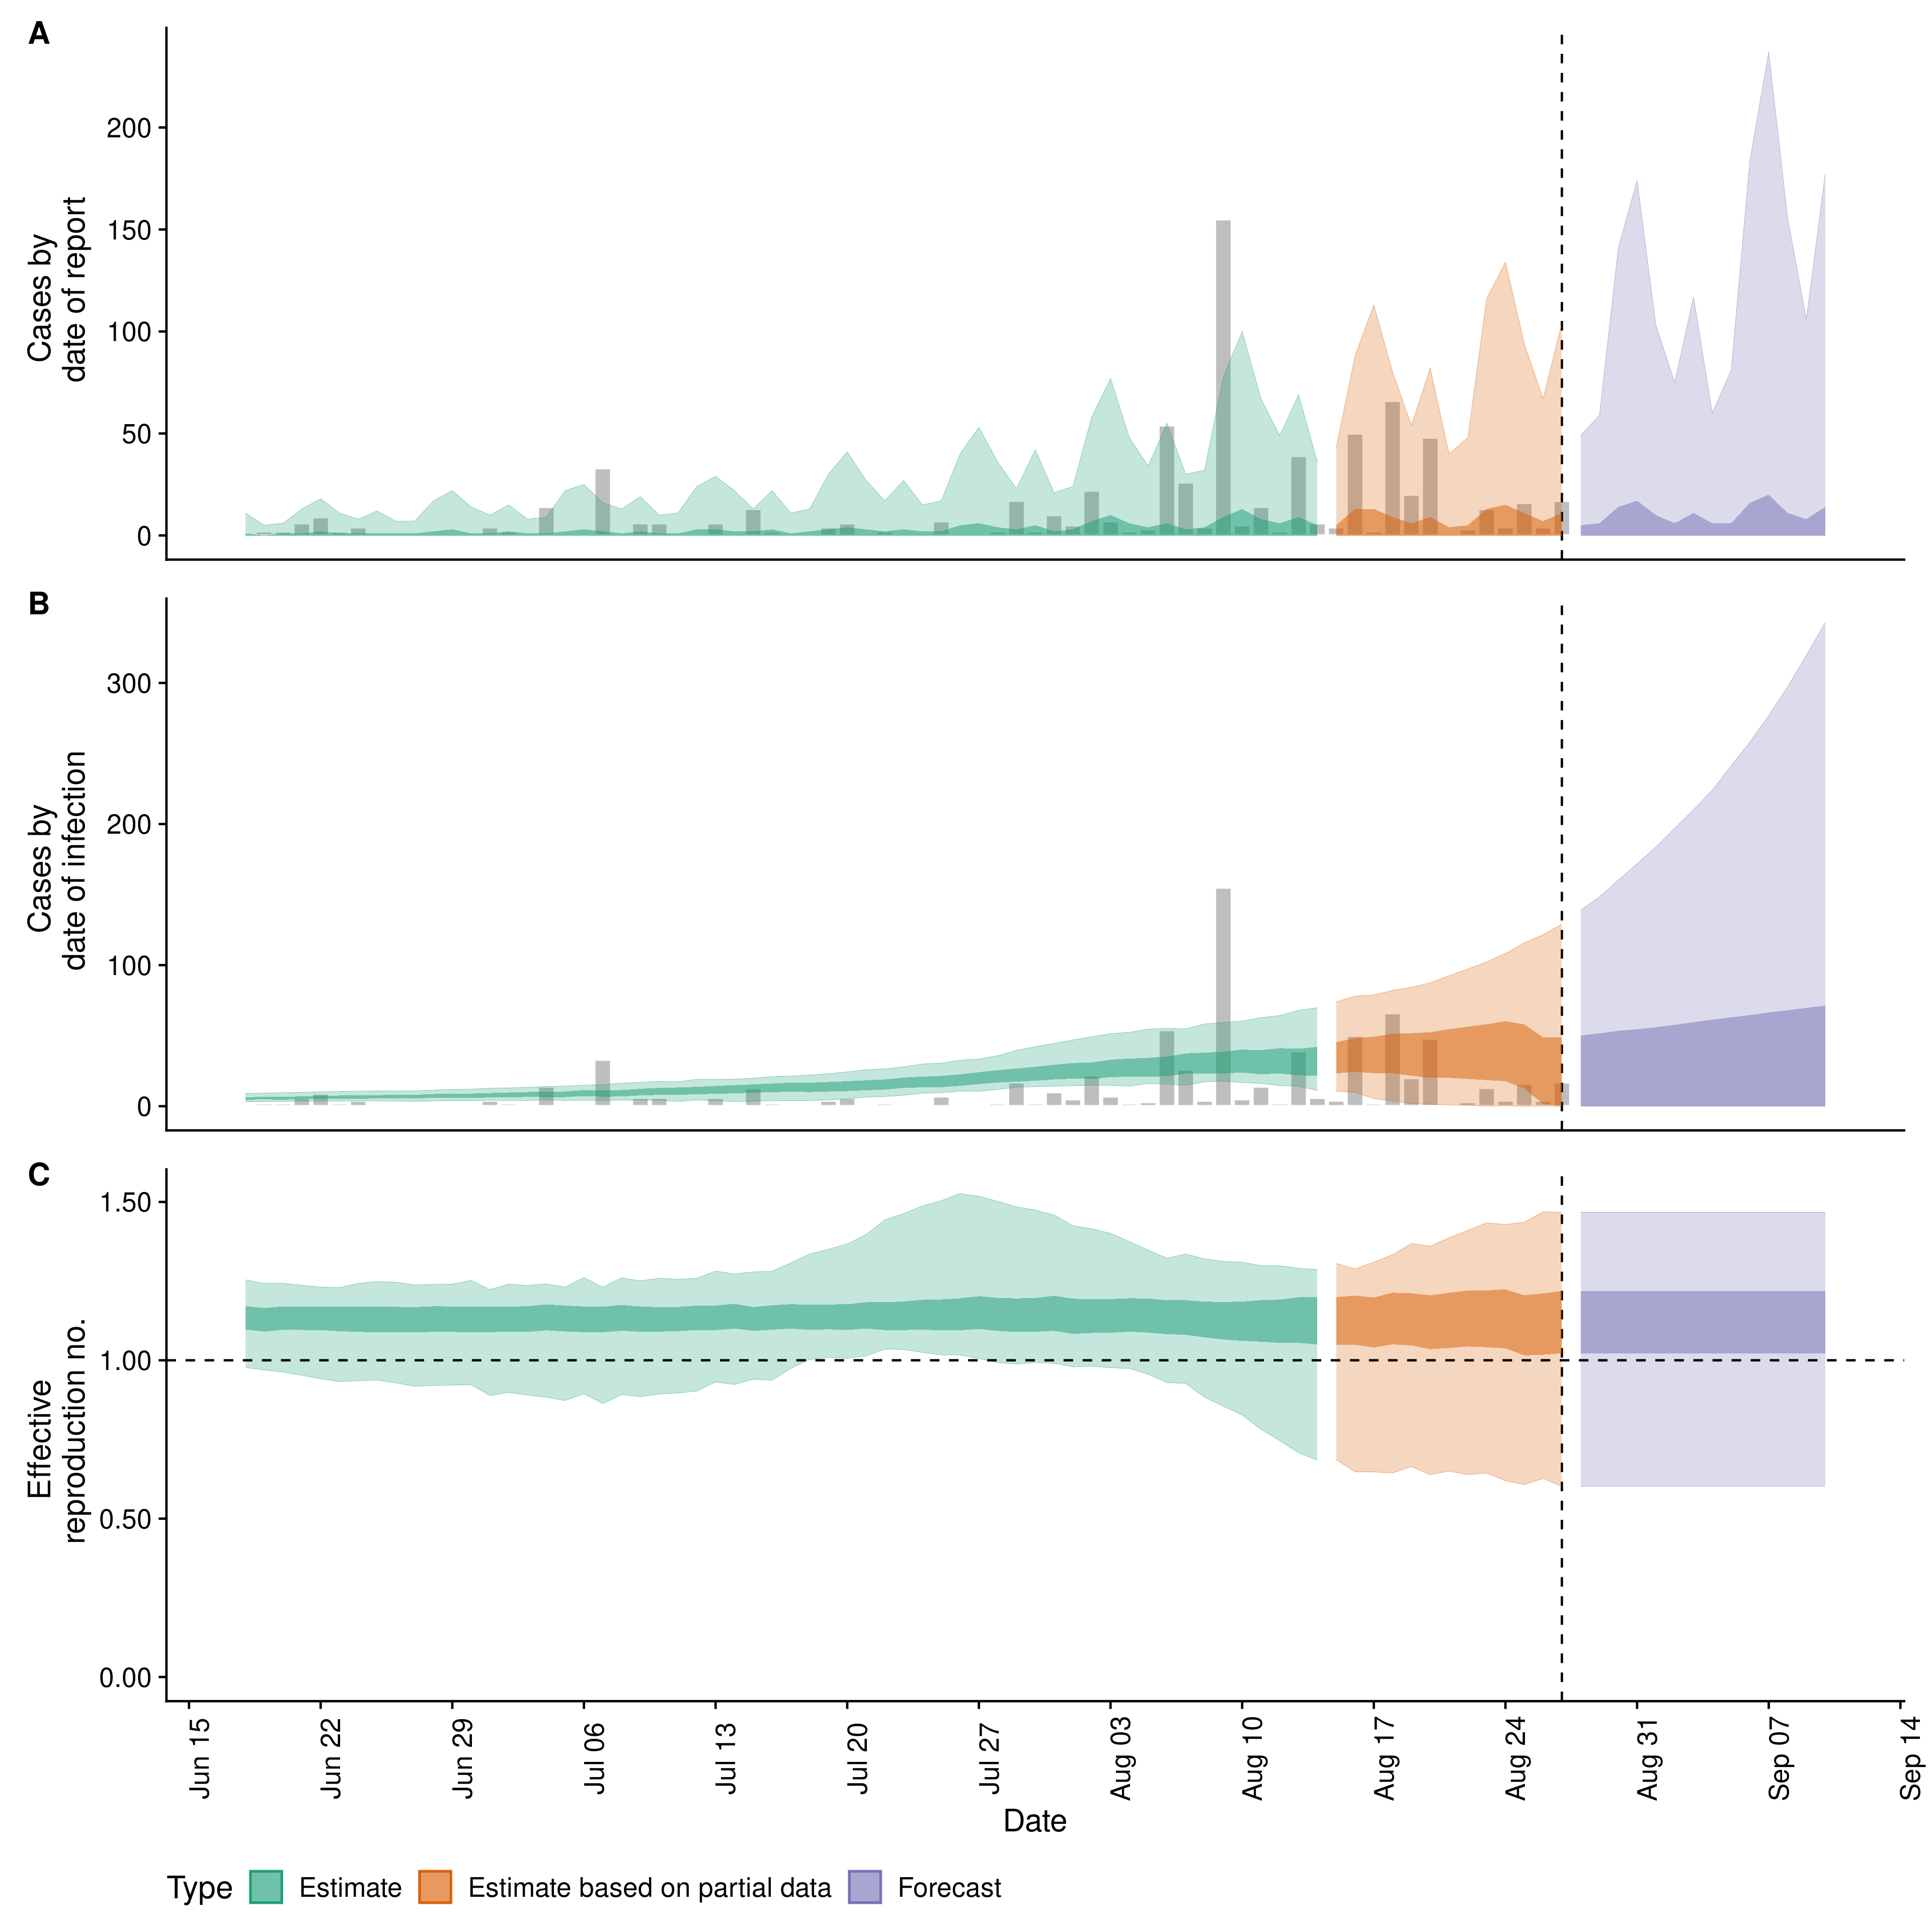 A
Cases by
date of report
200
150
100
50
0
B
Cases by
date of infection
300
200
100
0
C
Effective
reproduction no.
1.50
1.00
0.50
0.00
Jun 15
Jun 22
Jun 29
Jul 06
Jul 13
Jul 20
Jul 27
Aug 03
Aug 10
Aug 17
Aug 24
Aug 31
Sep 07
Sep 14
Date
Type
Estimate
Estimate based on partial data
Forecast